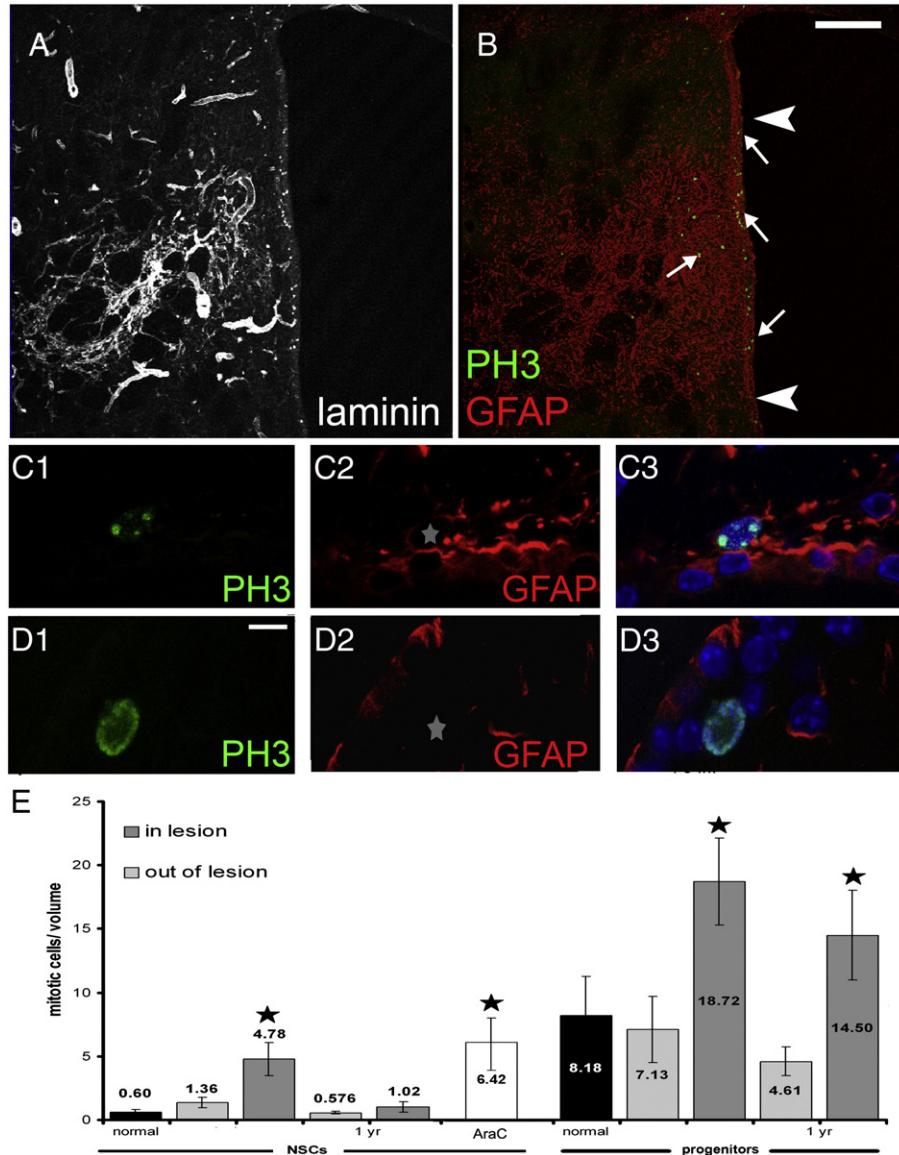 A
B
laminin
PH3
GFAP
C1
C2
C3
PH3
GFAP
D1
D2
D3
PH3
GFAP
E
25
20
15
10
5
0
mitotic cells/ volume
in lesion
out of lesion
0.60
1.36
4.78
0.576
1.02
6.42
8.18
7.13
18.72
4.61
14.50
normal
1 yr
AraC
normal
1 yr
NSCs
progenitors